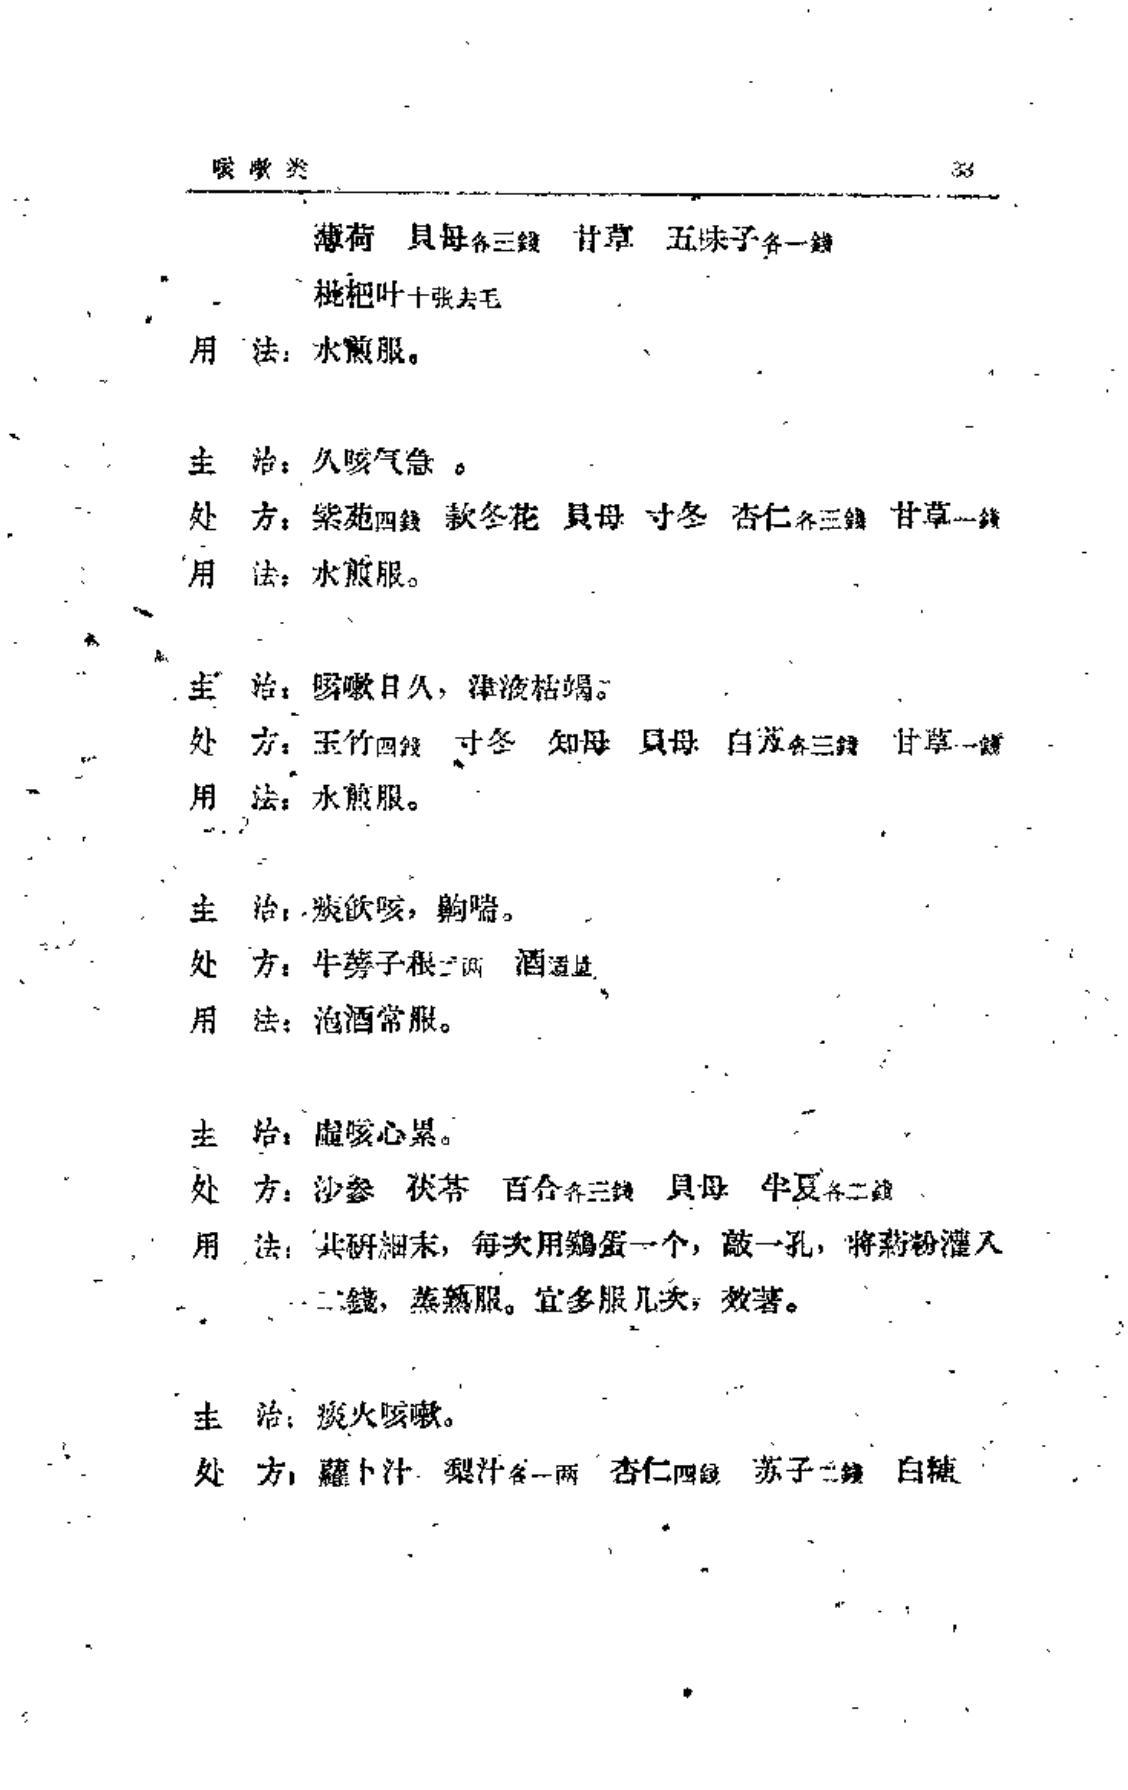 咳嗽类 33
薄荷 貝母各三錢 甘草 五味子各一錢
枇杷叶十张去毛
用 法：水煎服。
主 治：久咳气急。
处 方：紫苑四錢 款冬花 貝母 寸冬 杏仁各三錢 甘草一錢
用 法：水煎服。
主 治：咳嗽日久，津液枯竭。
处 方：玉竹四錢 寸冬 知母 貝母 白苏各三錢 甘草一錢
用 法：水煎服。
主 治：痰飲咳，齁喘。
处 方：牛蒡子根 两 酒适量
用 法：泡酒常服。
主 治：虛咳心累。
处 方：沙参 茯苓 百合各三錢 貝母 半夏各二錢
用 法：共研細末，每次用鷄蛋一个，敲一孔，将葯粉灌入
二錢，蒸熟服。宜多服几次，效著。
主 治：痰火咳嗽。
处 方：蘿卜汁 梨汁各一两 杏仁四錢 苏子 錢 白糖